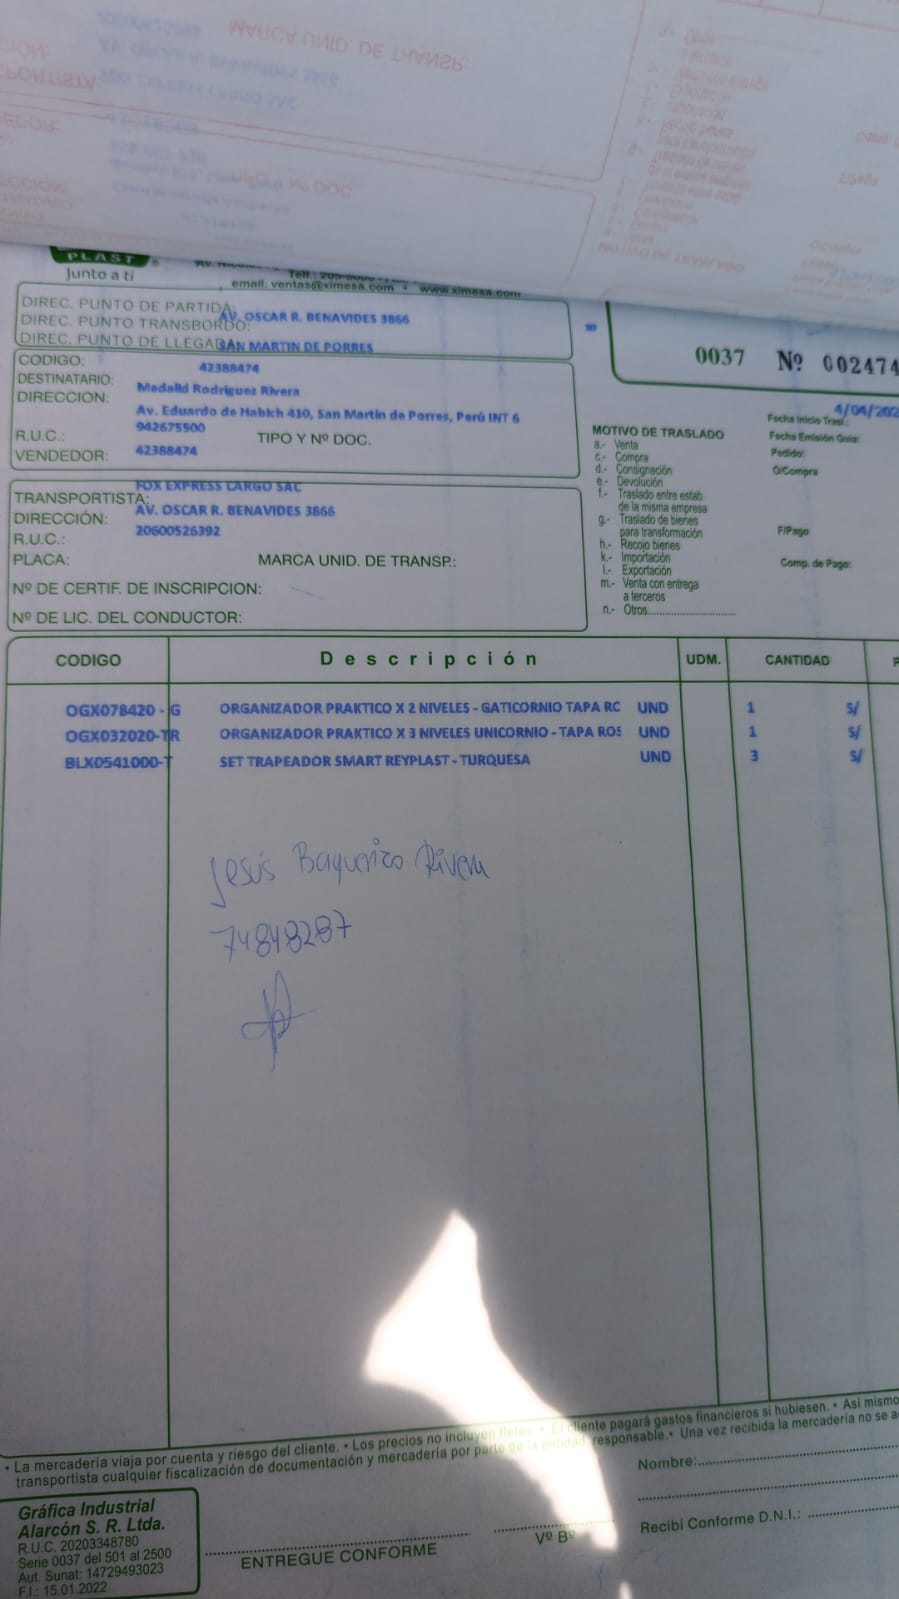 PLAST
Junto a ti
email: ventas@ximesa.com • www.ximesa.com
DIREC. PUNTO DE PARTIDA: AV. OSCAR R. BENAVIDES 3866
DIREC. PUNTO TRANSBORDO:
DIREC. PUNTO DE LLEGADA SAN MARTIN DE PORRES
0037 Nº 002474
CODIGO: 42388474
DESTINATARIO: Medalid Rodriguez Rivera
DIRECCION: Av. Eduardo de Habich 410, San Martin de Porres, Perú INT 6
942675500
R.U.C.: TIPO Y Nº DOC.
VENDEDOR: 42388474
4/04/202
Fecha Inicio Trasl.:
Fecha Emisión Guia:
Pedido:
O/Compra
F/Pago
Comp. de Pago:
MOTIVO DE TRASLADO
a.- Venta
c.- Compra
d.- Consignación
e.- Devolución
f.- Traslado entre estab
de la misma empresa
g.- Traslado de bienes
para transformación
h.- Recojo bienes
k.- Importación
l.- Exportación
m.- Venta con entrega
a terceros
n.- Otros
TRANSPORTISTA: FOX EXPRESS CARGO SAC
DIRECCIÓN: AV. OSCAR R. BENAVIDES 3866
R.U.C.: 20600526392
PLACA: MARCA UNID. DE TRANSP.:
Nº DE CERTIF. DE INSCRIPCION:
Nº DE LIC. DEL CONDUCTOR:
CODIGO Descripción UDM. CANTIDAD P
OGX078420 - G ORGANIZADOR PRAKTICO X 2 NIVELES - GATICORNIO TAPA RC UND 1 S/
OGX032020-TR ORGANIZADOR PRAKTICO X 3 NIVELES UNICORNIO - TAPA ROS UND 1 S/
BLX0541000-T SET TRAPEADOR SMART REYPLAST - TURQUESA UND 3 S/
Jesús Baquerizo Rivera
74848287
• La mercadería viaja por cuenta y riesgo del cliente. • Los precios no incluyen fletes. • El cliente pagará gastos financieros si hubiesen. • Así mismo
transportista cualquier fiscalización de documentación y mercadería por parte de la entidad responsable. • Una vez recibida la mercadería no se a
Nombre:
Gráfica Industrial
Alarcón S. R. Ltda.
R.U.C. 20203348780
Serie 0037 del 501 al 2500
Aut. Sunat: 14729493023
F.I.: 15.01.2022
ENTREGUE CONFORME
Vº Bº
Recibí Conforme D.N.I.: